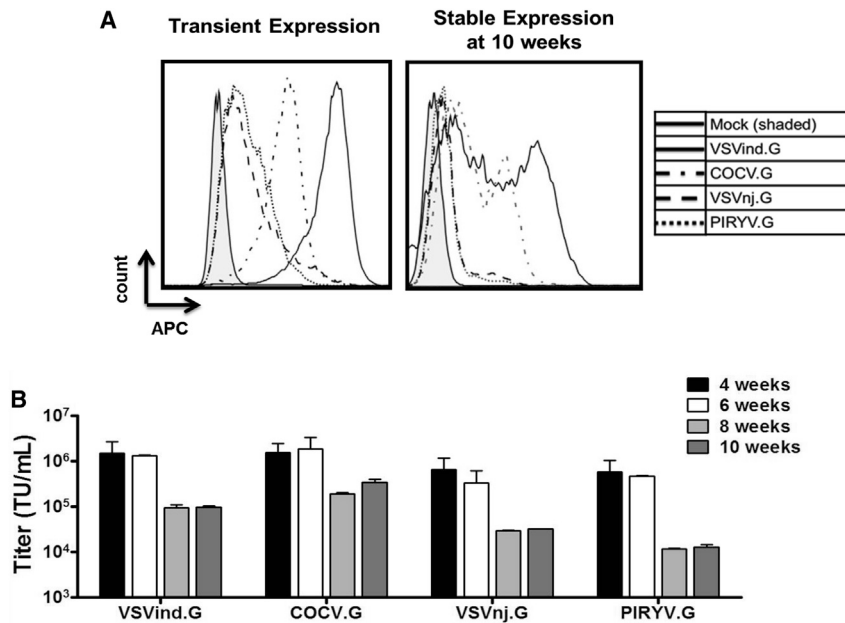 A
Transient Expression
Stable Expression
at 10 weeks
count
APC
Mock (shaded)
VSVind.G
COCV.G
VSVnj.G
PIRYV.G
B
4 weeks
6 weeks
8 weeks
10 weeks
Titer (TU/mL)
10⁷
10⁶
10⁵
10⁴
10³
VSVind.G
COCV.G
VSVnj.G
PIRYV.G